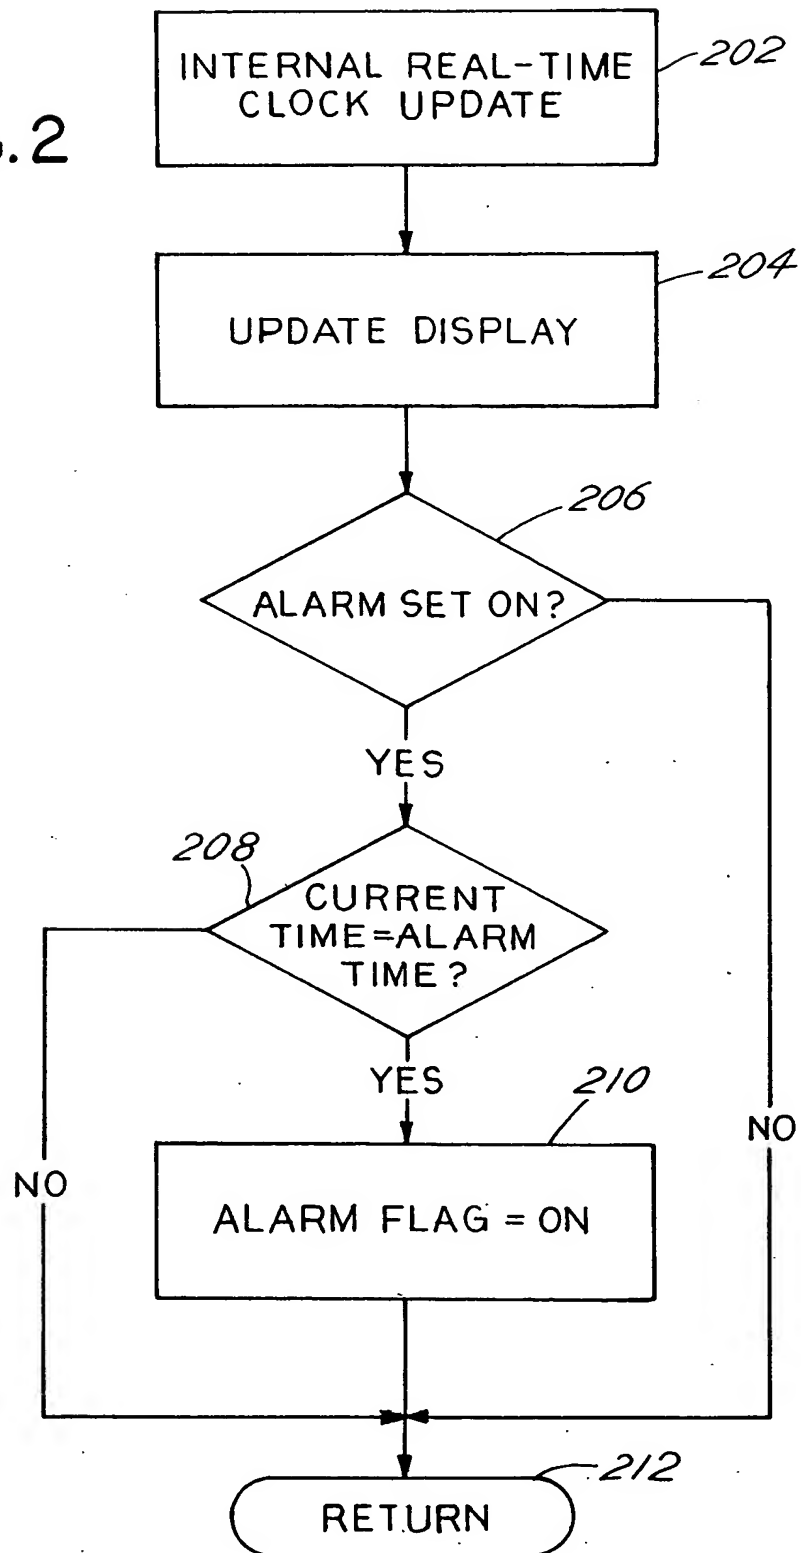 INTERNAL REAL-TIME
CLOCK UPDATE
202
.2
UPDATE DISPLAY
204
206
ALARM SET ON?
YES
208
CURRENT
TIME=ALARM
TIME?
YES
210
NO
NO
ALARM FLAG = ON
212
RETURN